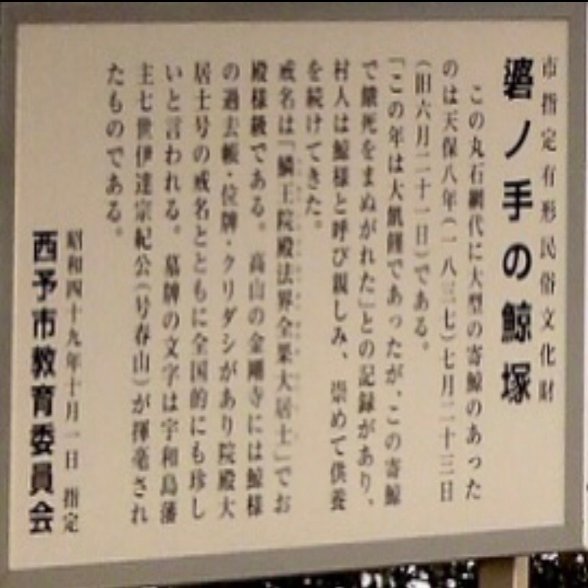 市指定有形民俗文化財
碆ノ手の鯨塚
この丸石網代に大型の寄鯨のあった
のは天保八年(一八三七)七月二十三日
(旧六月二十一日)である。
「この年は大飢饉であったが、この寄鯨
で餓死をまぬがれた」との記録があり、
村人は鯨様と呼び親しみ、崇めて供養
を続けてきた。
戒名は「鱗王院殿法界全果大居士」でお
殿様級である。高山の金剛寺には鯨様
の過去帳・位牌・クリダシがあり院殿大
居士号の戒名とともに全国的にも珍し
いと言われる。墓牌の文字は宇和島藩
主七世伊達宗紀公(号春山)が揮毫され
たものである。
昭和四十九年十月一日 指定
西予市教育委員会